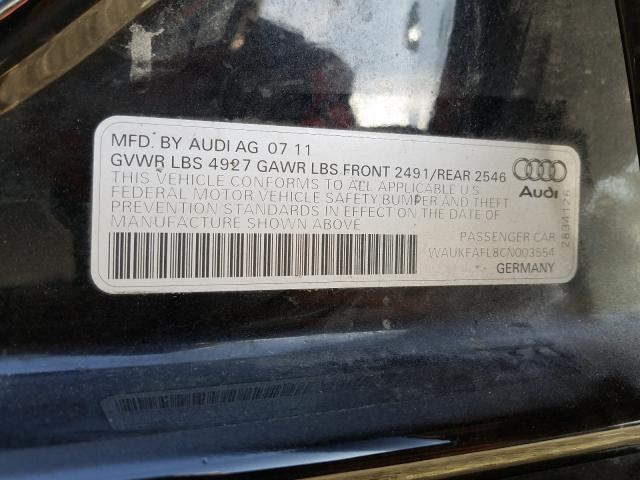 MFD. BY AUDI AG 07 11
GVWR LBS 4927 GAWR LBS FRONT 2491/REAR 2546
THIS VEHICLE CONFORMS TO ALL APPLICABLE U.S
FEDERAL MOTOR VEHICLE SAFETY BUMPER AND THEFT
PREVENTION STANDARDS IN EFFECT ON THE DATE OF
MANUFACTURE SHOWN ABOVE
Audi
2834126
PASSENGER CAR
WAUKFAFL8CN003554
GERMANY